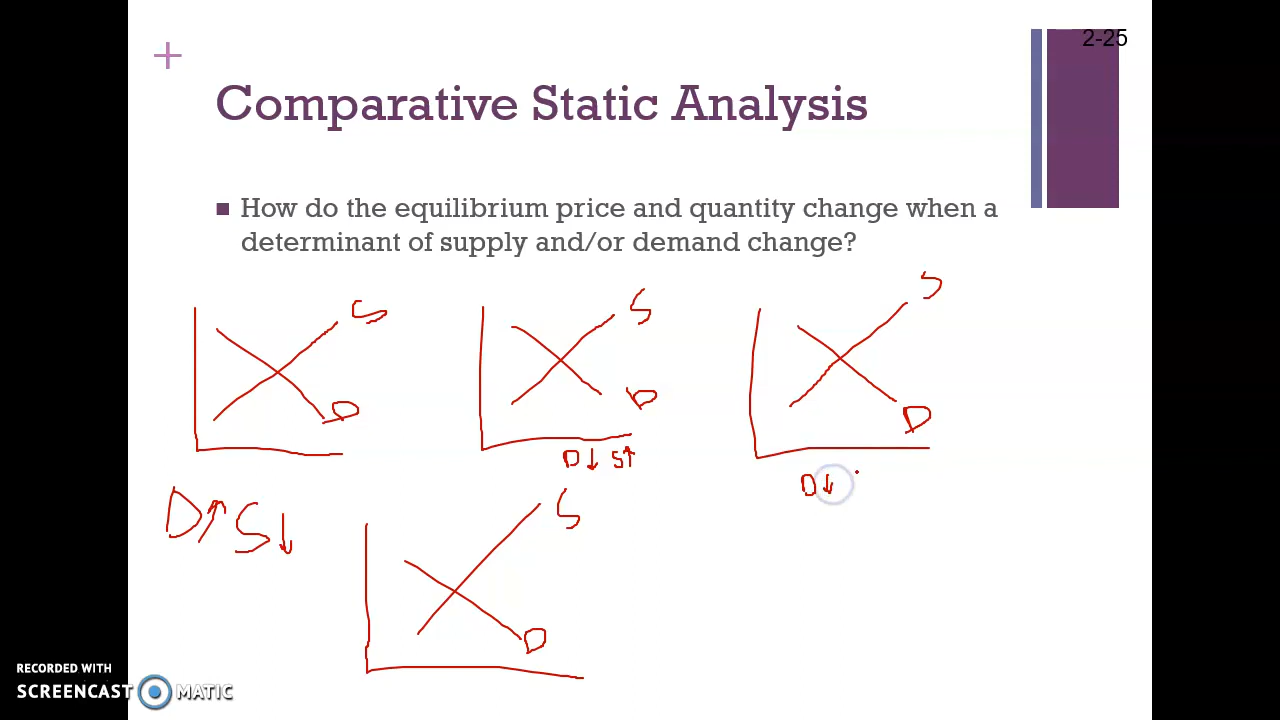 2-25
Comparative Static Analysis
How do the equilibrium price and quantity change when a
determinant of supply and/or demand change?
S
D
S
D
D↓ S↑
S
D
D↓
D↑ S↓
S
D
RECORDED WITH
SCREENCAST MATIC